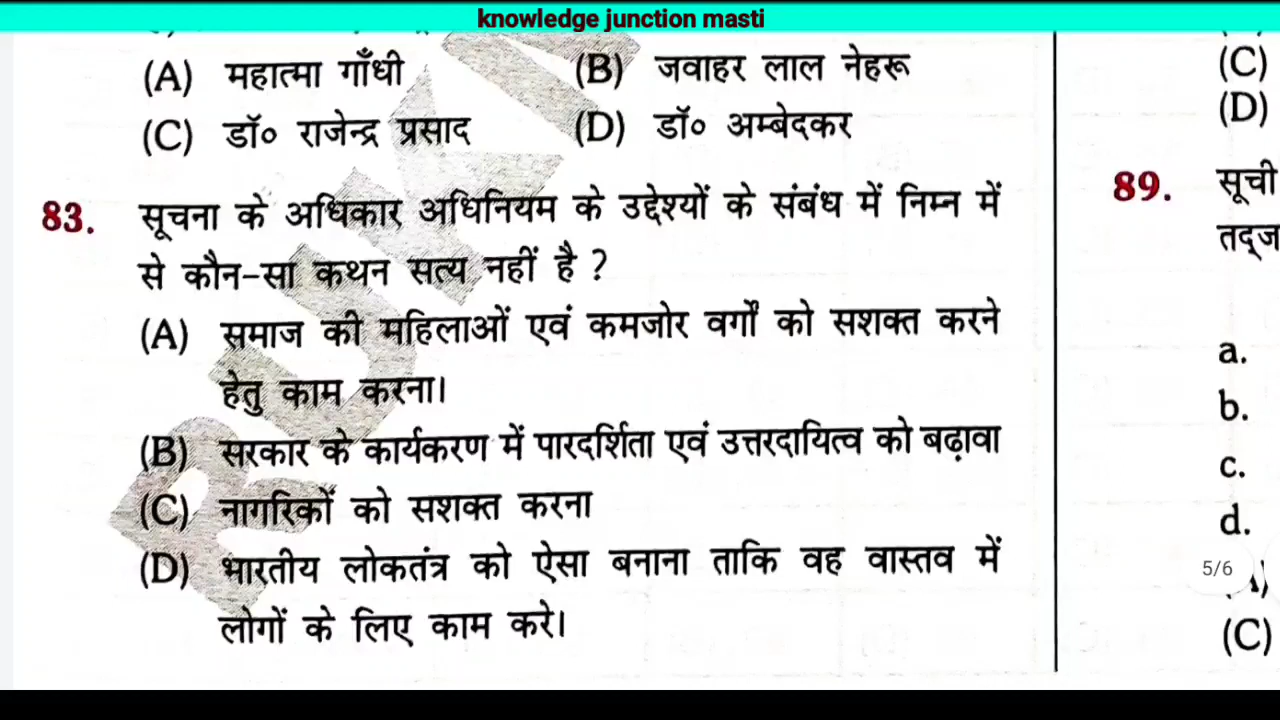 knowledge junction masti
(A) महात्मा गाँधी (B) जवाहर लाल नेहरू
(C) डॉ० राजेन्द्र प्रसाद (D) डॉ० अम्बेदकर
83. सूचना के अधिकार अधिनियम के उद्देश्यों के संबंध में निम्न में
से कौन-सा कथन सत्य नहीं है ?
(A) समाज की महिलाओं एवं कमजोर वर्गों को सशक्त करने
हेतु काम करना।
(B) सरकार के कार्यकरण में पारदर्शिता एवं उत्तरदायित्व को बढ़ावा
(C) नागरिकों को सशक्त करना
(D) भारतीय लोकतंत्र को ऐसा बनाना ताकि वह वास्तव में
लोगों के लिए काम करे।
(C)
(D)
89. सूची
a.
b.
c.
d.
5/6
(C)